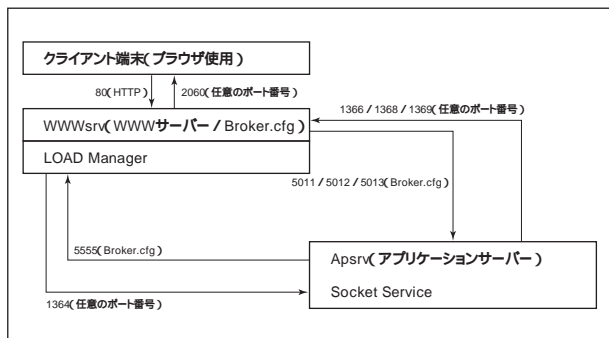 クライアント端末(ブラウザ使用)
80(HTTP)
2060(任意のポート番号)
1366/1368/1369(任意のポート番号)
WWWsrv(WWWサーバー/Broker.cfg)
LOAD Manager
5011/5012/5013(Broker.cfg)
5555(Broker.cfg)
Apsrv(アプリケーションサーバー)
Socket Service
1364(任意のポート番号)